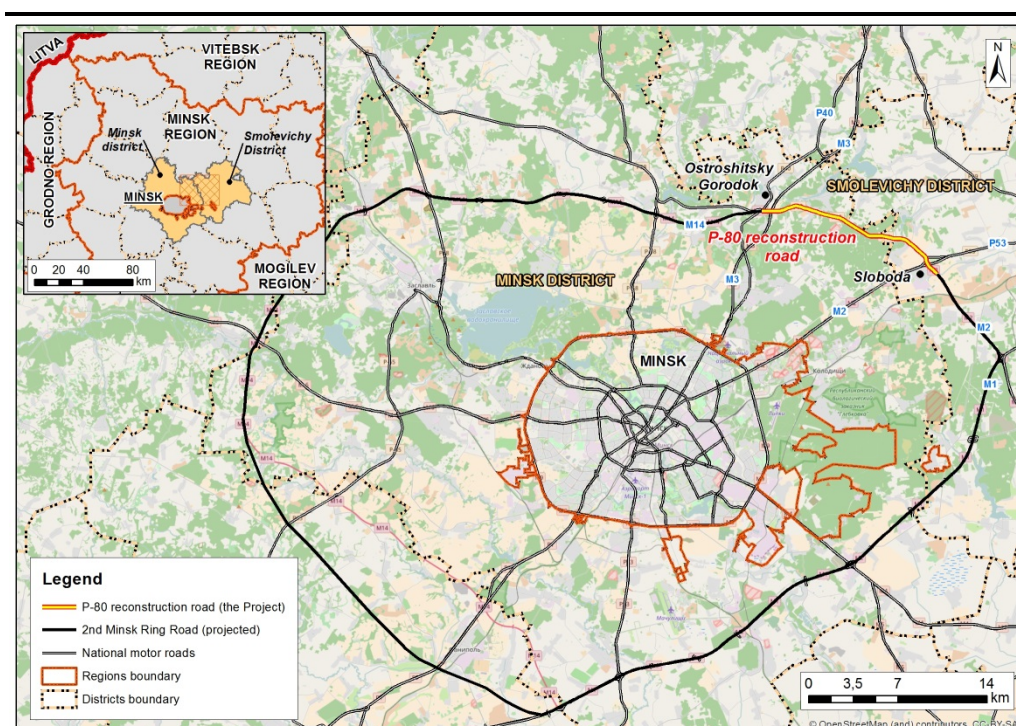 LITVA
VITEBSK
REGION
GRODNO REGION
MINSK
REGION
Minsk
district
Smolevichy
District
MINSK
MOGILEV
REGION
0 20 40 80
km
N
P40
M3
Ostroshitsky
Gorodok
SMOLEVICHY DISTRICT
M14
P-80 reconstruction
road
P53
Sloboda
M3
MINSK DISTRICT
M2
M2
Заславль
MINSK
M1
M14
M14
Legend
P-80 reconstruction road (the Project)
2nd Minsk Ring Road (projected)
National motor roads
Regions boundary
Districts boundary
0 3,5 7 14
km
© OpenStreetMap (and) contributors, CC-BY-SA